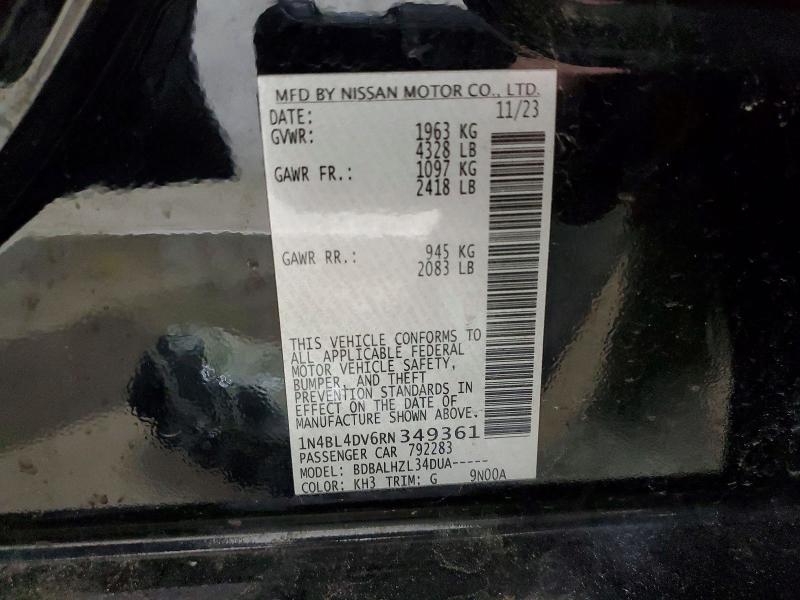 MFD BY NISSAN MOTOR CO., LTD.
DATE: 11/23
GVWR: 1963 KG
4328 LB
GAWR FR.: 1097 KG
2418 LB
GAWR RR.: 945 KG
2083 LB
THIS VEHICLE CONFORMS TO
ALL APPLICABLE FEDERAL
MOTOR VEHICLE SAFETY,
BUMPER, AND THEFT
PREVENTION STANDARDS IN
EFFECT ON THE DATE OF
MANUFACTURE SHOWN ABOVE.
1N4BL4DV6RN 349361
PASSENGER CAR 792283
MODEL: BDBALHZL34DUA-----
COLOR: KH3 TRIM: G 9N00A